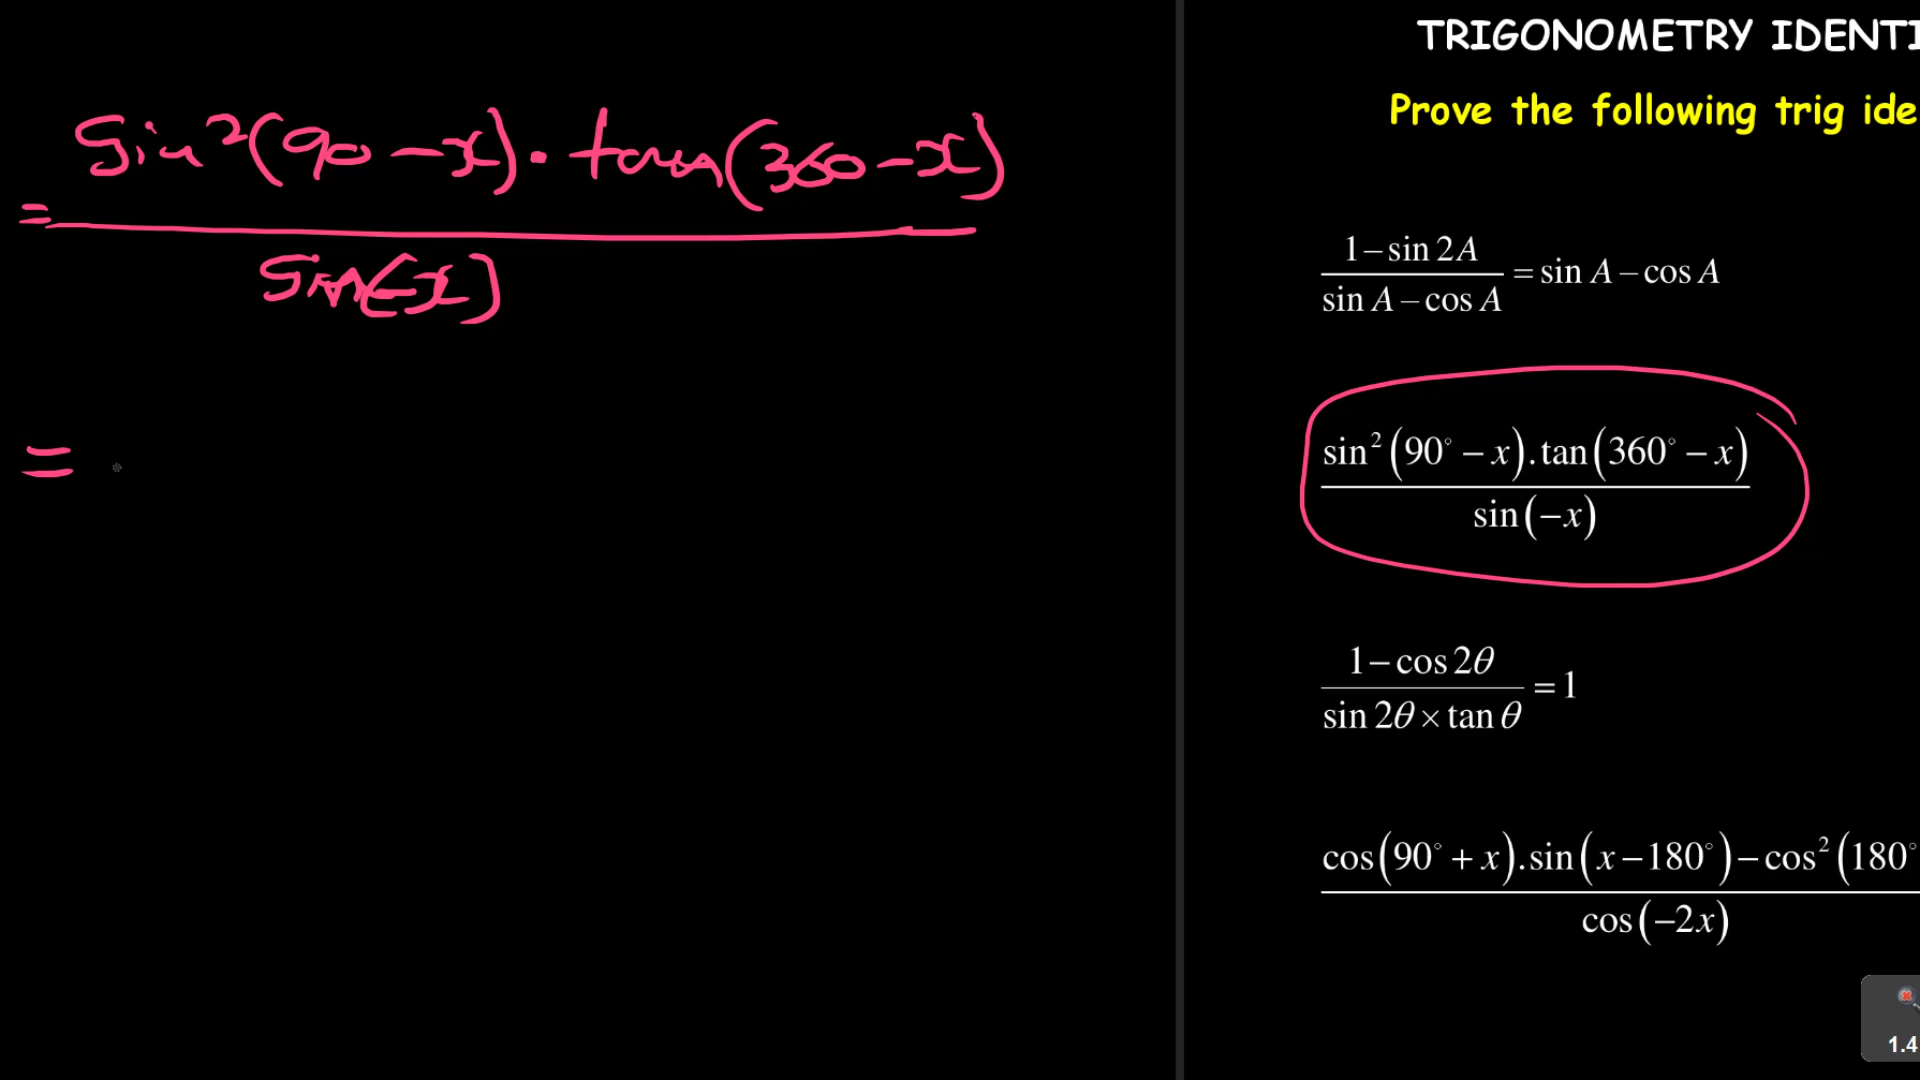 sin²(90 − x) · tan(360 − x)
=
sin(−x)
=
TRIGONOMETRY IDENTI
Prove the following trig ide
1 − sin 2A
= sin A − cos A
sin A − cos A
sin²(90° − x).tan(360° − x)
sin(−x)
1 − cos 2θ
= 1
sin 2θ × tan θ
cos(90° + x).sin(x − 180°) − cos²(180°
cos(−2x)
1.4